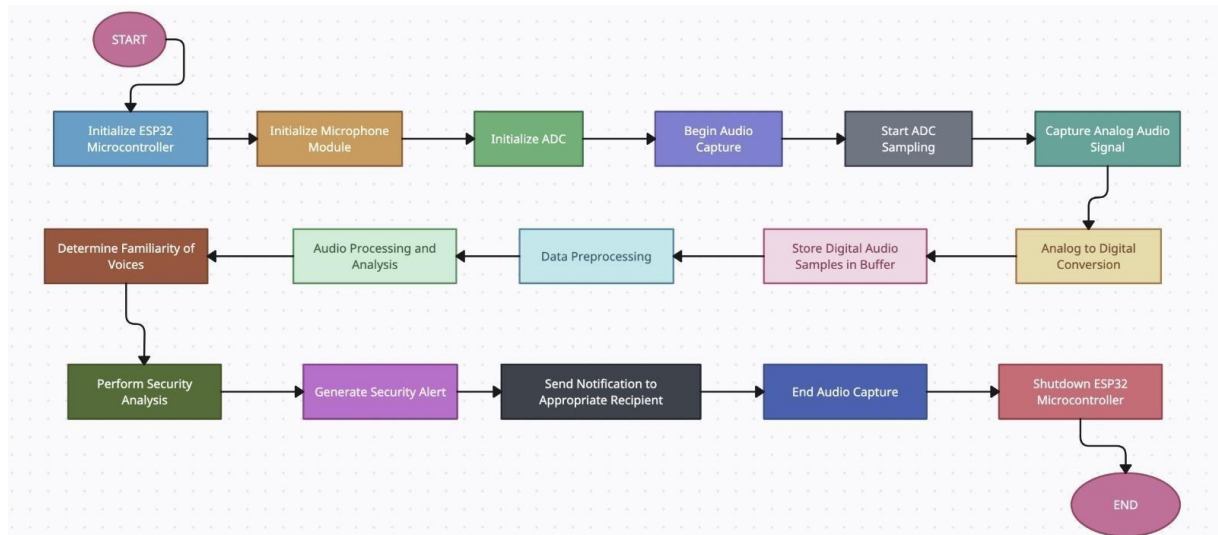 START
Initialize ESP32
Microcontroller
Initialize Microphone
Module
Initialize ADC
Begin Audio
Capture
Start ADC
Sampling
Capture Analog Audio
Signal
Analog to Digital
Conversion
Store Digital Audio
Samples in Buffer
Data Preprocessing
Audio Processing and
Analysis
Determine Familiarity of
Voices
Perform Security
Analysis
Generate Security Alert
Send Notification to
Appropriate Recipient
End Audio Capture
Shutdown ESP32
Microcontroller
END